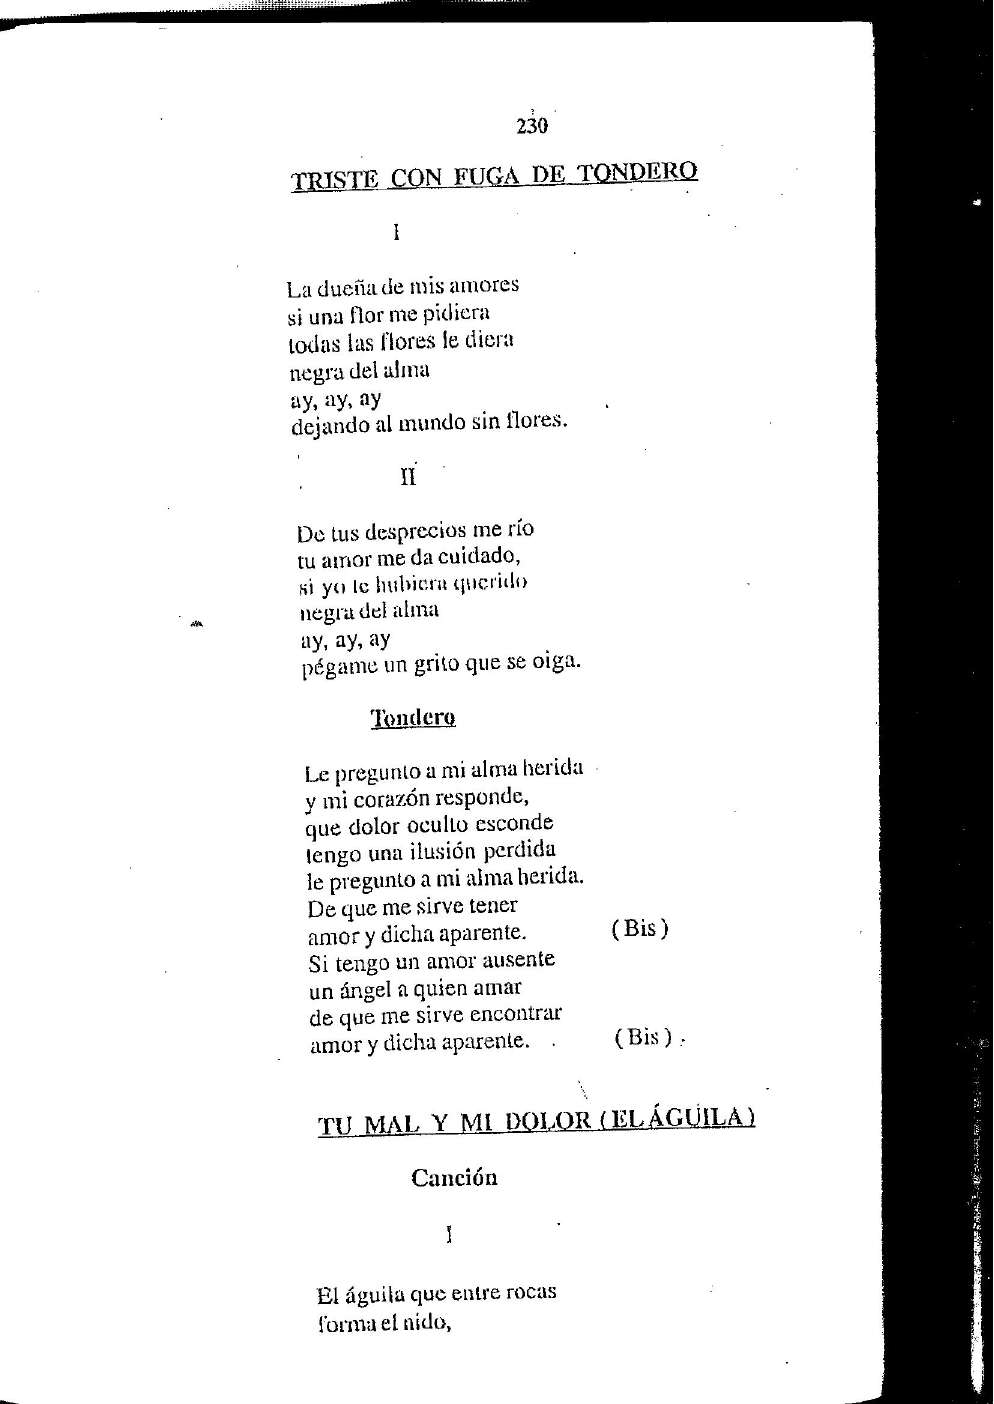 230
TRISTE CON FUGA DE TONDERO
I
La dueña de mis amores
si una flor me pidiera
todas las flores le diera
negra del alma
ay, ay, ay
dejando al mundo sin flores.
II
De tus desprecios me río
tu amor me da cuidado,
si yo te hubiera querido
negra del alma
ay, ay, ay
pégame un grito que se oiga.
Tondero
Le pregunto a mi alma herida
y mi corazón responde,
que dolor oculto esconde
tengo una ilusión perdida
le pregunto a mi alma herida.
De que me sirve tener
amor y dicha aparente. (Bis)
Si tengo un amor ausente
un ángel a quien amar
de que me sirve encontrar
amor y dicha aparente. (Bis).
TU MAL Y MI DOLOR (EL ÁGUILA)
Canción
I
El águila que entre rocas
forma el nido,